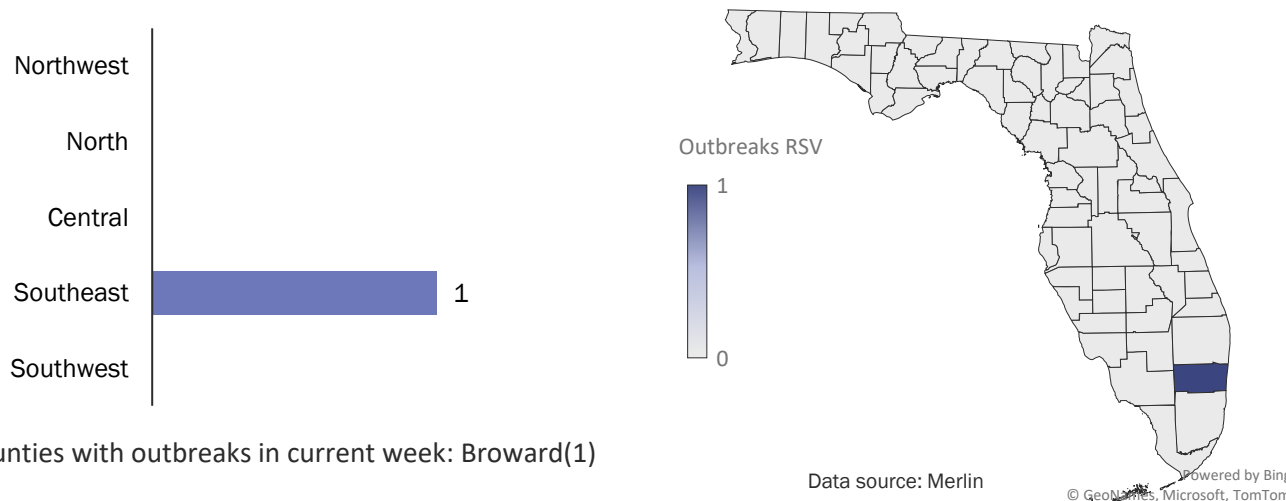 Northwest
North
Central
Southeast
1
Southwest
unties with outbreaks in current week: Broward(1)
Outbreaks RSV
1
0
Data source: Merlin
Powered by Bing
© GeoNames, Microsoft, TomTom